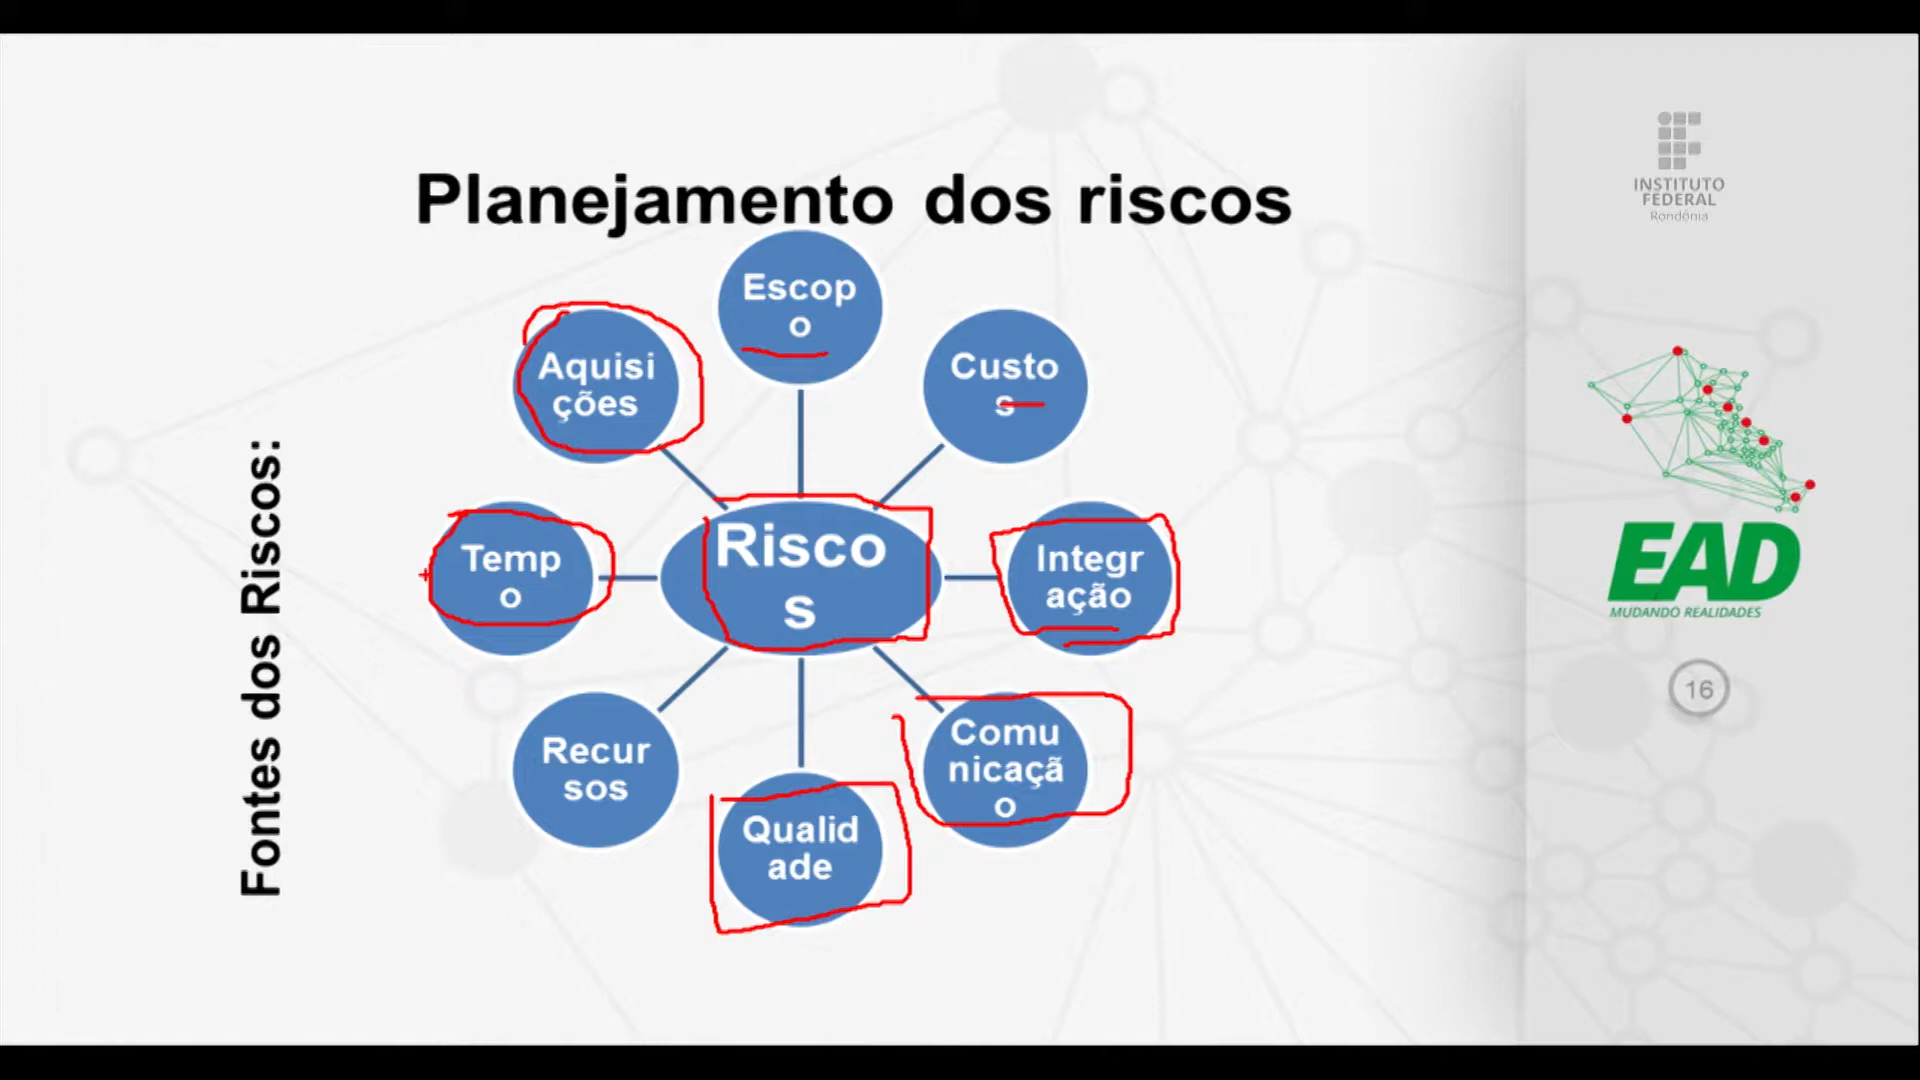 Planejamento dos riscos
Fontes dos Riscos:
Escop
o
Custo
s
Integr
ação
Comu
nicaçã
o
Qualid
ade
Recur
sos
Temp
o
Aquisi
ções
Risco
s
INSTITUTO
FEDERAL
Rondônia
EAD
MUDANDO REALIDADES
16